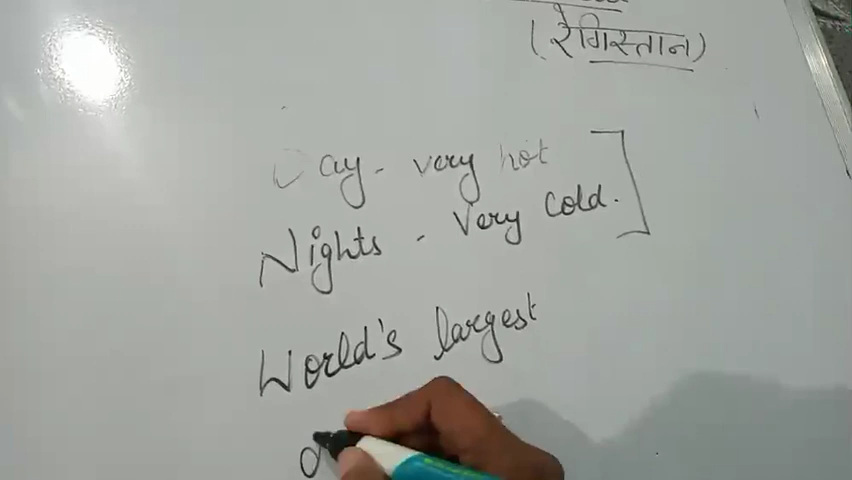 (रेगिस्तान)
Day - very hot
Nights - Very cold.
World's largest